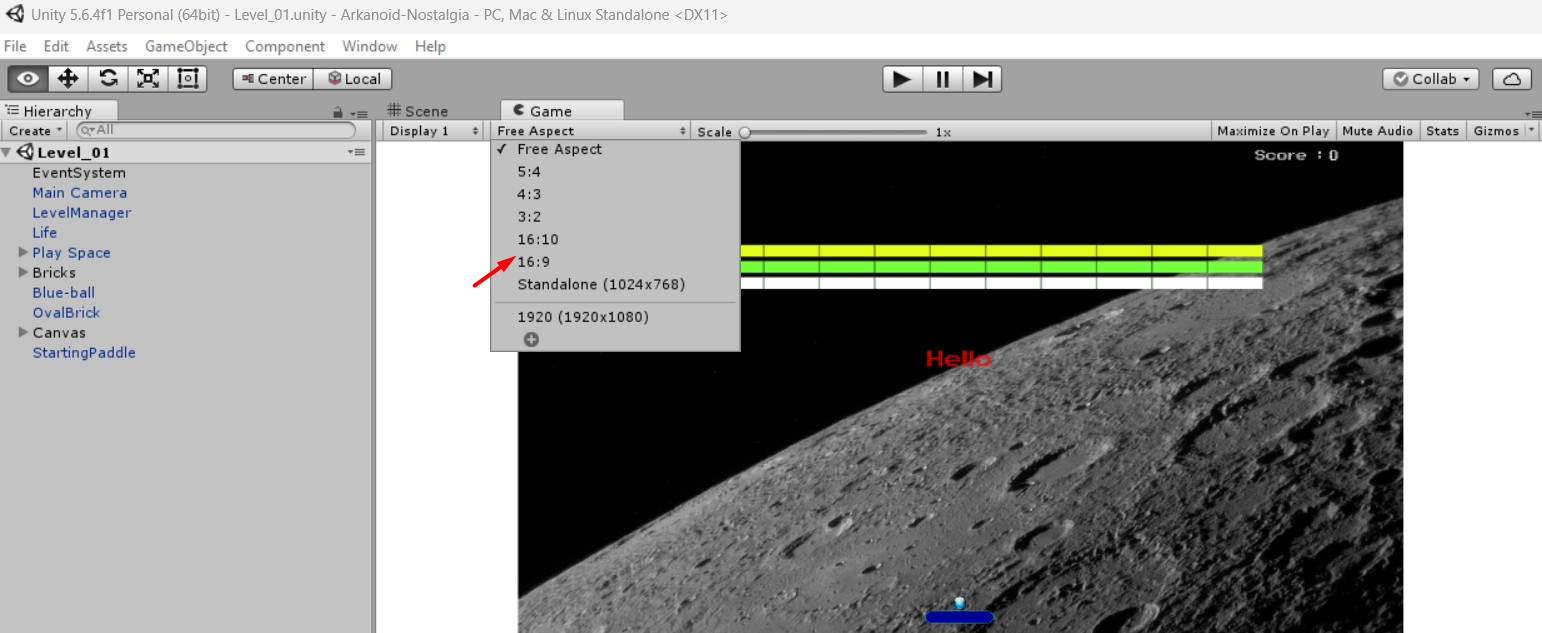 Unity 5.6.4f1 Personal (64bit) - Level_01.unity - Arkanoid-Nostalgia - PC, Mac & Linux Standalone <DX11>
File Edit Assets GameObject Component Window Help
Center Local Collab
Hierarchy Scene Game
Create All Display 1 Free Aspect Scale 1x Maximize On Play Mute Audio Stats Gizmos
Level_01
EventSystem
Main Camera
LevelManager
Life
Play Space
Bricks
Blue-ball
OvalBrick
Canvas
StartingPaddle
Free Aspect
5:4
4:3
3:2
16:10
16:9
Standalone (1024x768)
1920 (1920x1080)
Score : 0
Hello